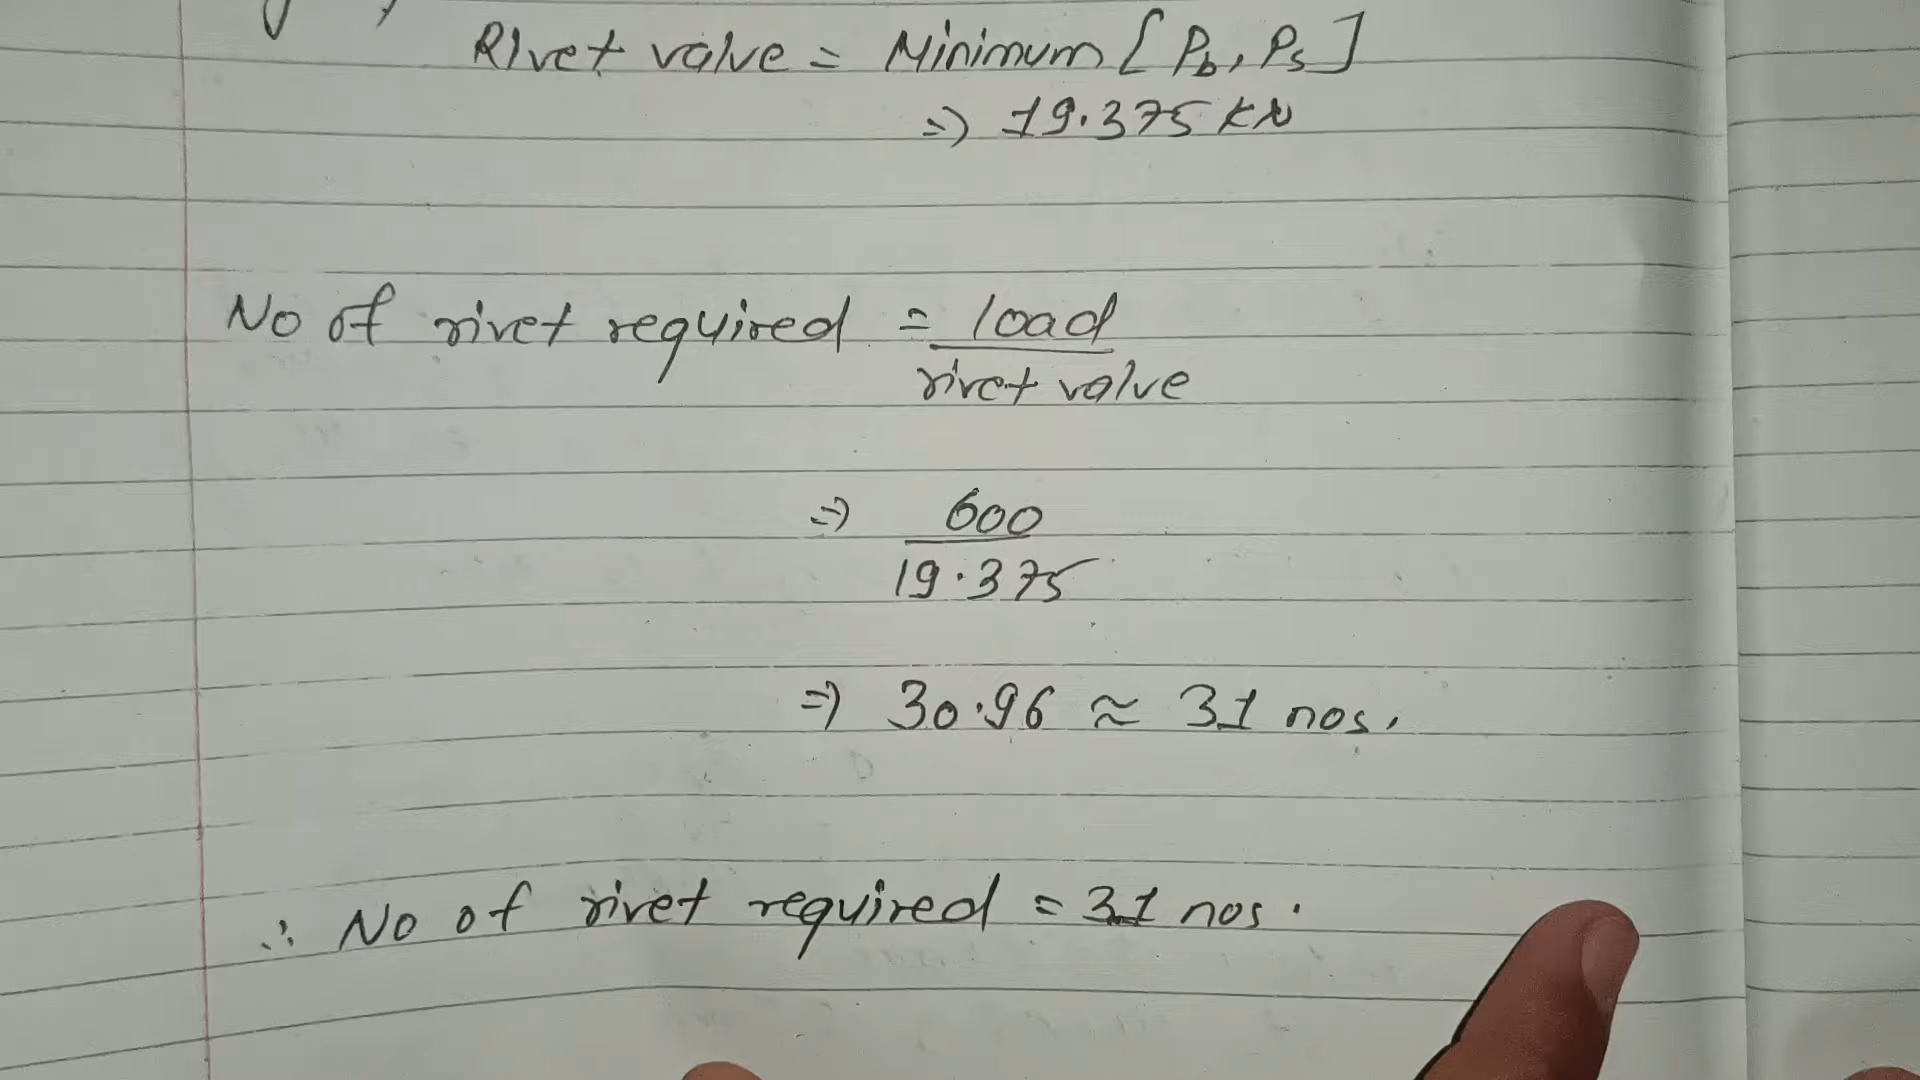 Rivet value = Minimum [Pb, Ps]
=> 19.375 kN
No of rivet required = load
rivet value
=> 600
19.375
=> 30.96 ≈ 31 nos.
∴ No of rivet required = 31 nos.